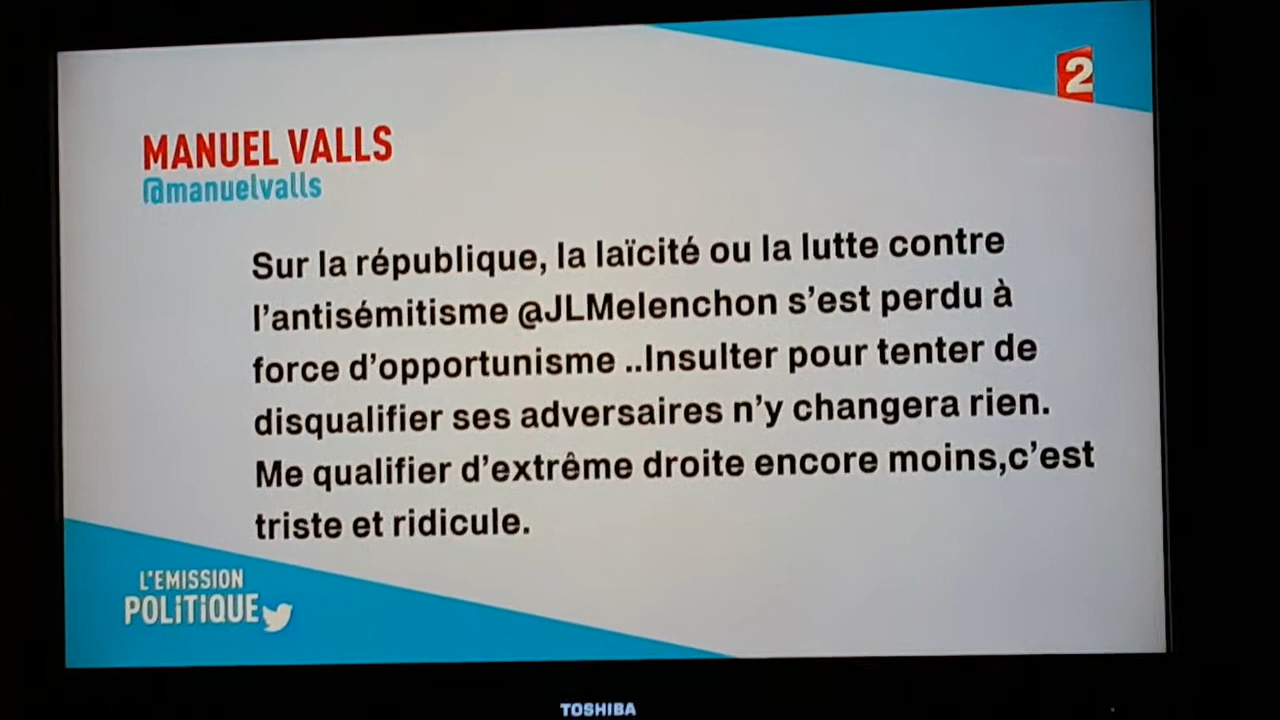 2
MANUEL VALLS
@manuelvalls
Sur la république, la laïcité ou la lutte contre
l'antisémitisme @JLMelenchon s'est perdu à
force d'opportunisme ..Insulter pour tenter de
disqualifier ses adversaires n'y changera rien.
Me qualifier d'extrême droite encore moins,c'est
triste et ridicule.
L'EMISSION
POLiTiQUE
TOSHIBA